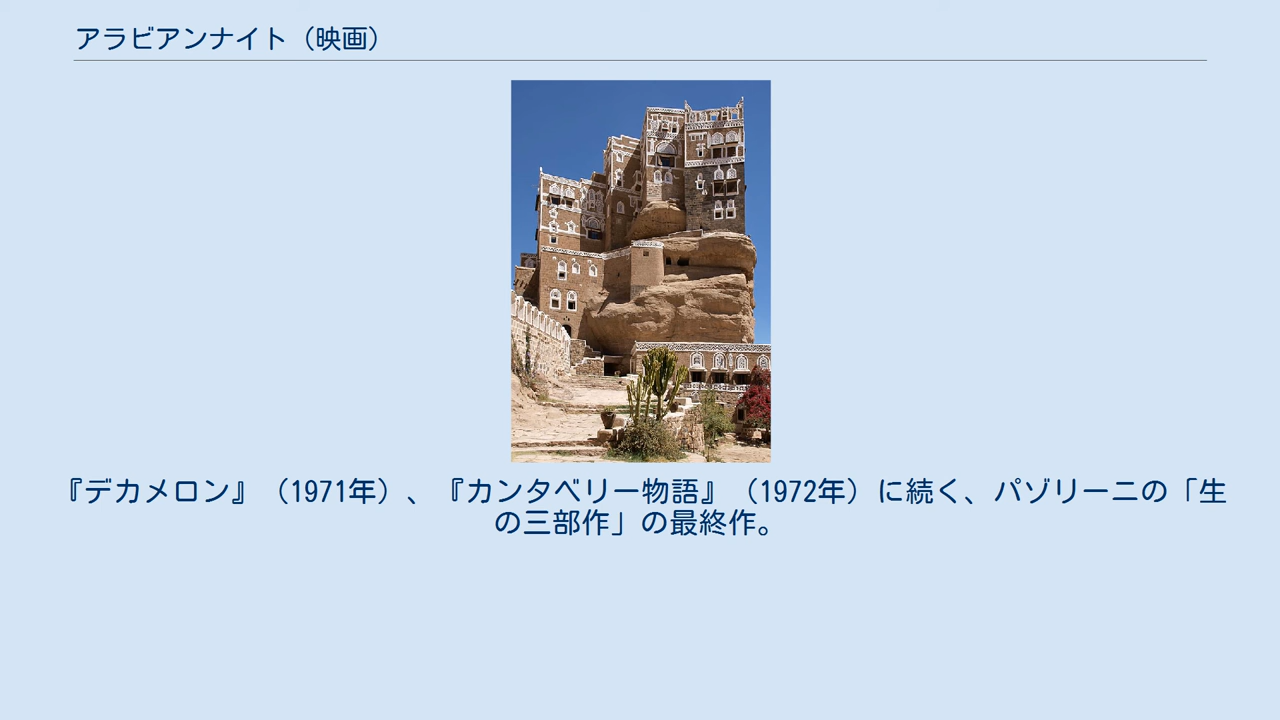 アラビアンナイト（映画）
『デカメロン』（1971年）、『カンタベリー物語』（1972年）に続く、パゾリーニの「生
の三部作」の最終作。